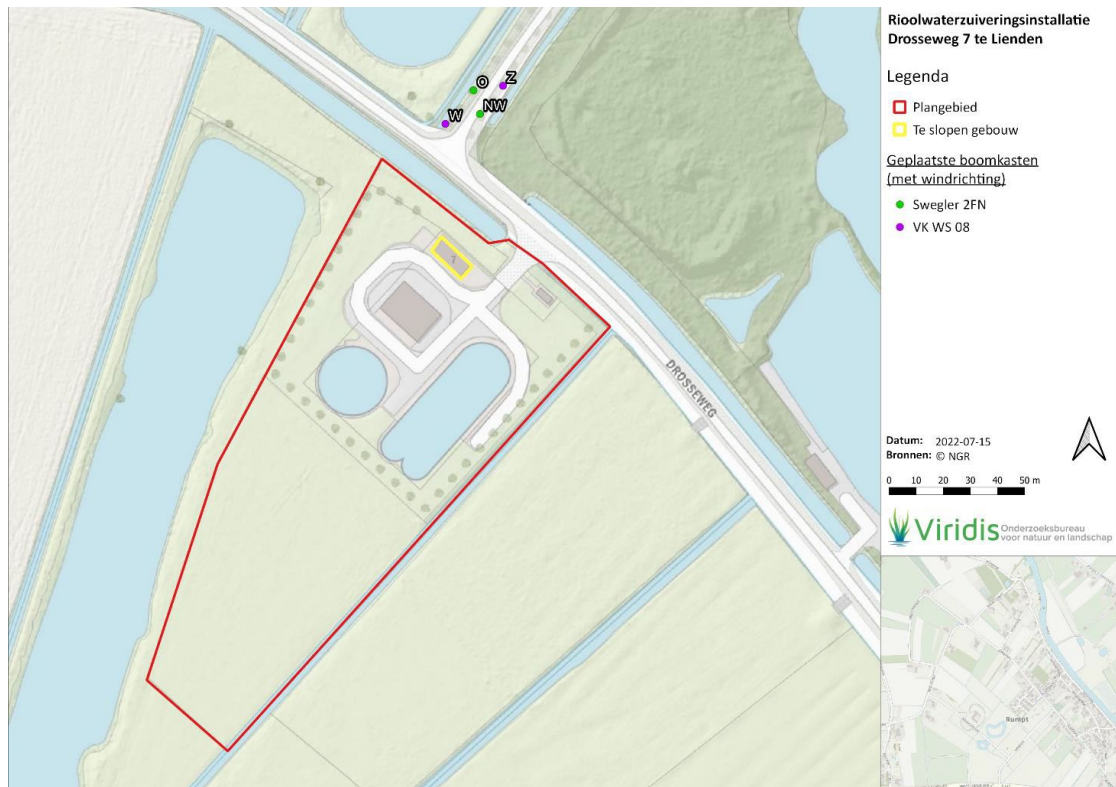 Rioolwaterzuiveringsinstallatie
Drosseweg 7 te Lienden
Legenda
Plangebied
Te slopen gebouw
Geplaatste boomkasten
(met windrichting)
Swegler 2FN
VK WS 08
O
Z
W
NW
7
DROSSEWEG
Datum: 2022-07-15
Bronnen: © NGR
0 10 20 30 40 50 m
Viridis Onderzoeksbureau
voor natuur en landschap